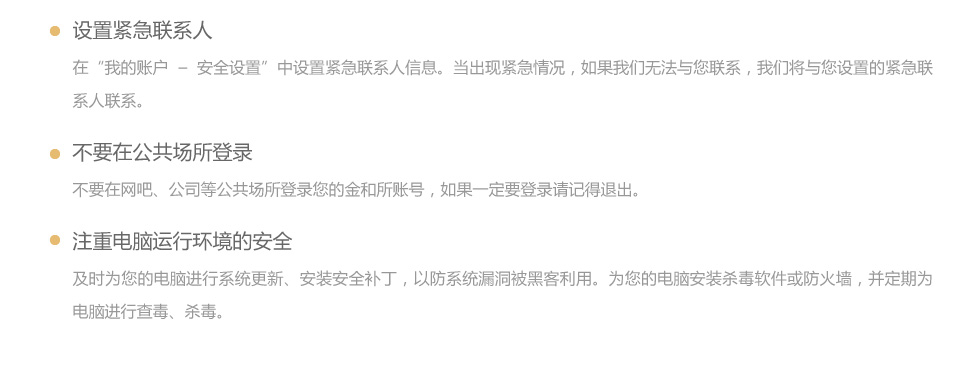 设置紧急联系人
在“我的账户 – 安全设置”中设置紧急联系人信息。当出现紧急情况，如果我们无法与您联系，我们将与您设置的紧急联
系人联系。
不要在公共场所登录
不要在网吧、公司等公共场所登录您的金和所账号，如果一定要登录请记得退出。
注重电脑运行环境的安全
及时为您的电脑进行系统更新、安装安全补丁，以防系统漏洞被黑客利用。为您的电脑安装杀毒软件或防火墙，并定期为
电脑进行查毒、杀毒。